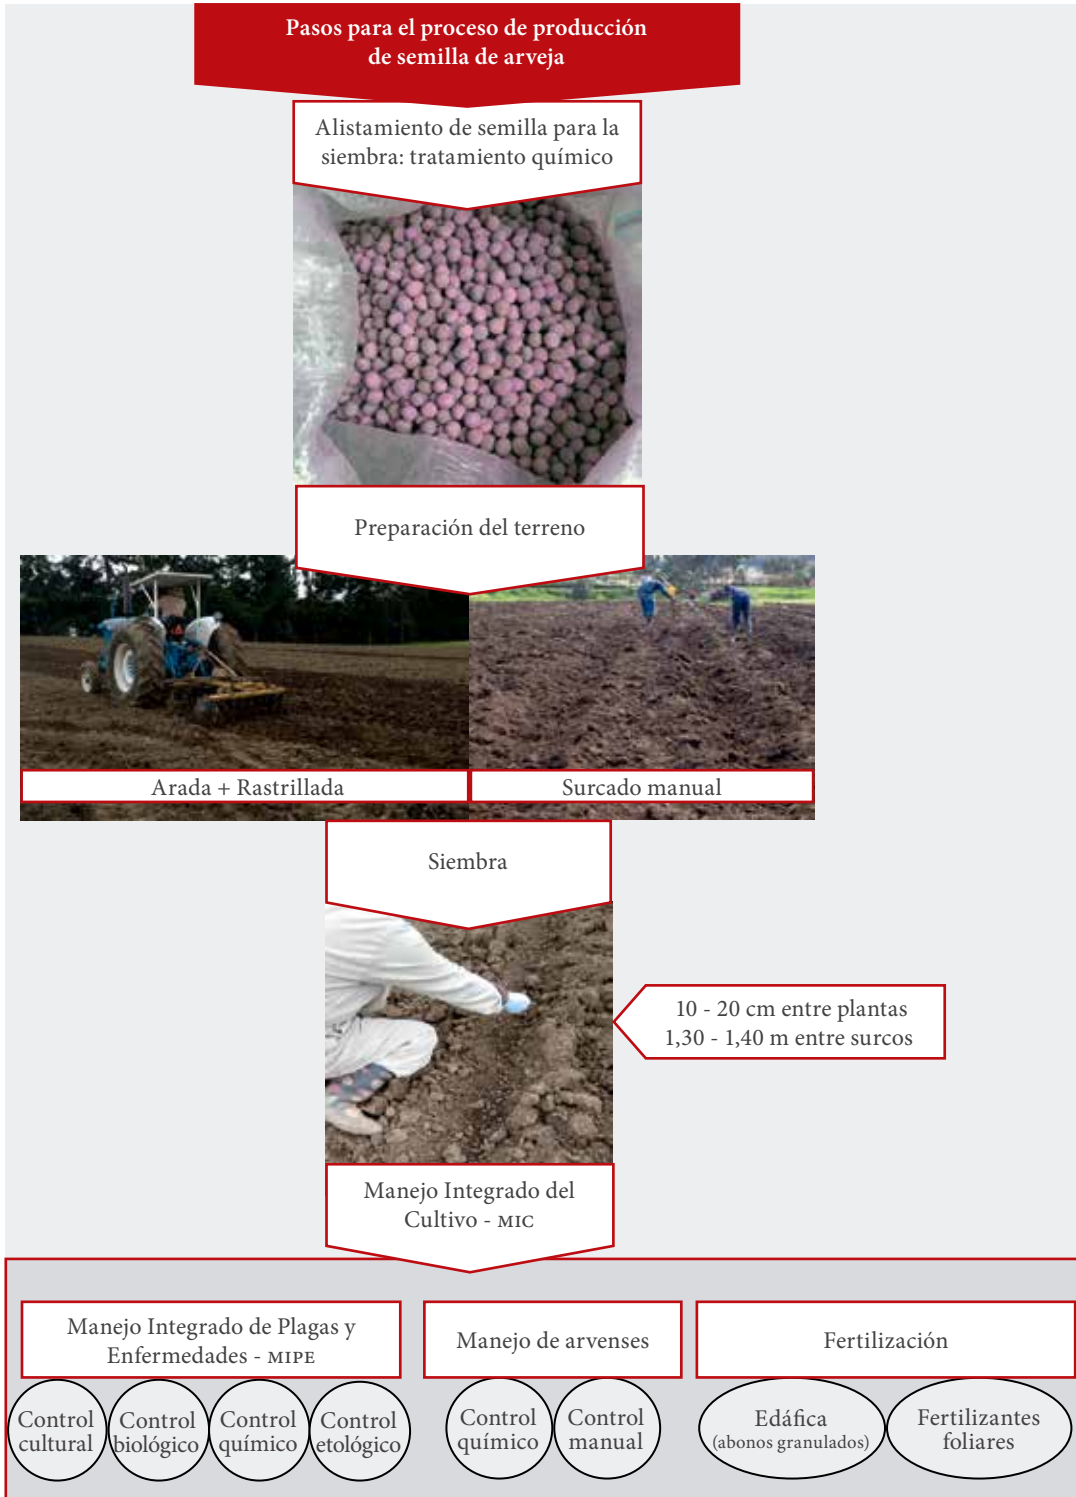 Pasos para el proceso de producción
de semilla de arveja
Alistamiento de semilla para la
siembra: tratamiento químico
Preparación del terreno
Arada + Rastrillada
Surcado manual
Siembra
10 - 20 cm entre plantas
1,30 - 1,40 m entre surcos
Manejo Integrado del
Cultivo - MIC
Manejo Integrado de Plagas y
Enfermedades - MIPE
Control
cultural
Control
biológico
Control
químico
Control
etológico
Manejo de arvenses
Control
químico
Control
manual
Fertilización
Edáfica
(abonos granulados)
Fertilizantes
foliares